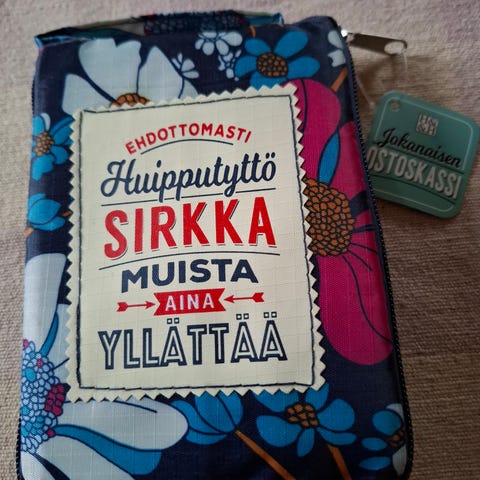 EHDOTTOMASTI
Huipputyttö
SIRKKA
MUISTA
AINA
YLLÄTTÄÄ
Jokanaisen
OSTOSKASSI